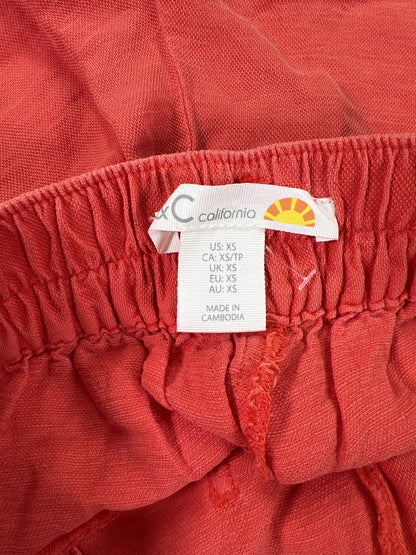 &C california
US: XS
CA: XS/TP
UK: XS
EU: XS
AU: XS
MADE IN
CAMBODIA